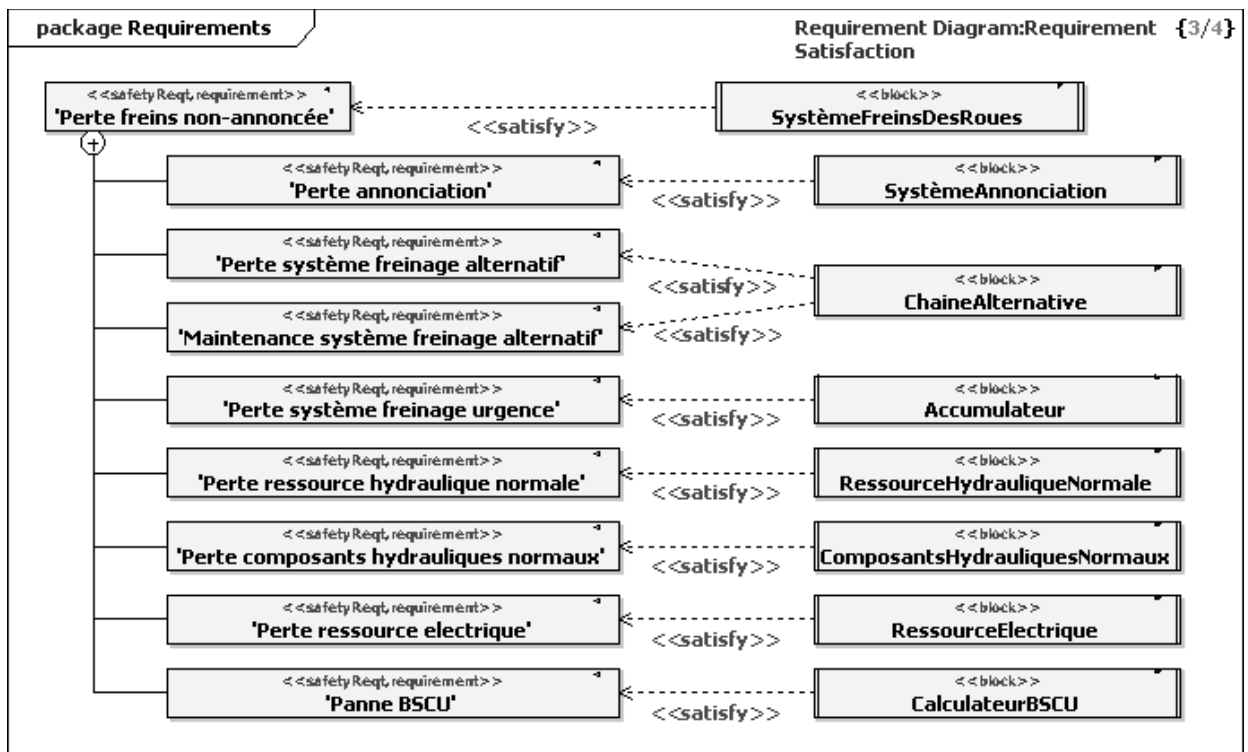 package Requirements
Requirement Diagram:Requirement {3/4}
Satisfaction
<<safetyReqt,requirement>>
'Perte freins non-annoncée'
<<satisfy>>
<<block>>
SystèmeFreinsDesRoues
<<safetyReqt,requirement>>
'Perte annonciation'
<<satisfy>>
<<block>>
SystèmeAnnonciation
<<safetyReqt,requirement>>
'Perte système freinage alternatif'
<<satisfy>>
<<block>>
ChaineAlternative
<<safetyReqt,requirement>>
'Maintenance système freinage alternatif'
<<satisfy>>
<<safetyReqt,requirement>>
'Perte système freinage urgence'
<<satisfy>>
<<block>>
Accumulateur
<<safetyReqt,requirement>>
'Perte ressource hydraulique normale'
<<satisfy>>
<<block>>
RessourceHydrauliqueNormale
<<safetyReqt,requirement>>
'Perte composants hydrauliques normaux'
<<satisfy>>
<<block>>
ComposantsHydrauliquesNormaux
<<safetyReqt,requirement>>
'Perte ressource electrique'
<<satisfy>>
<<block>>
RessourceElectrique
<<safetyReqt,requirement>>
'Panne BSCU'
<<satisfy>>
<<block>>
CalculateurBSCU